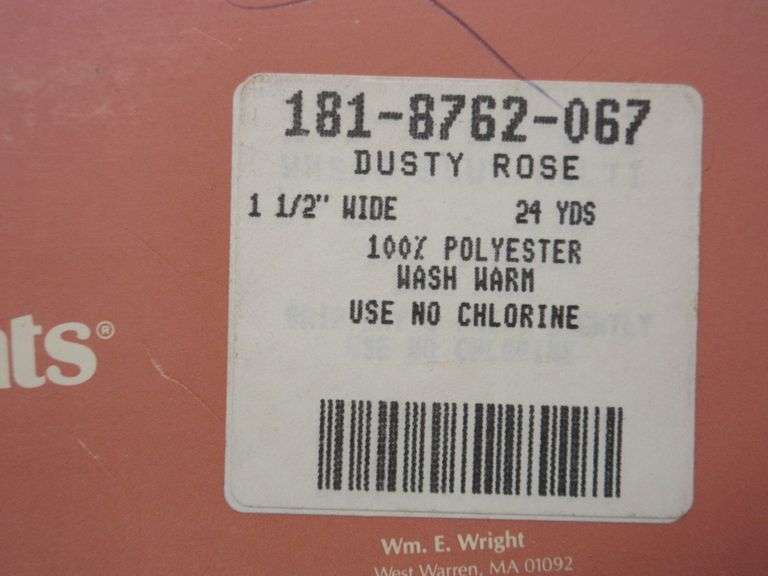 181-8762-067
DUSTY ROSE
1 1/2" WIDE 24 YDS
100% POLYESTER
WASH WARM
USE NO CHLORINE
nts®
Wm. E. Wright
West Warren, MA 01092